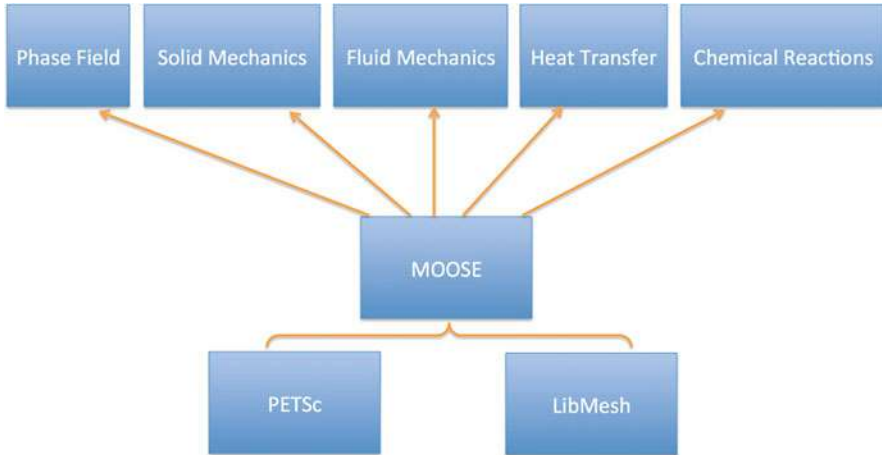 Phase Field
Solid Mechanics
Fluid Mechanics
Heat Transfer
Chemical Reactions
MOOSE
PETSc
LibMesh